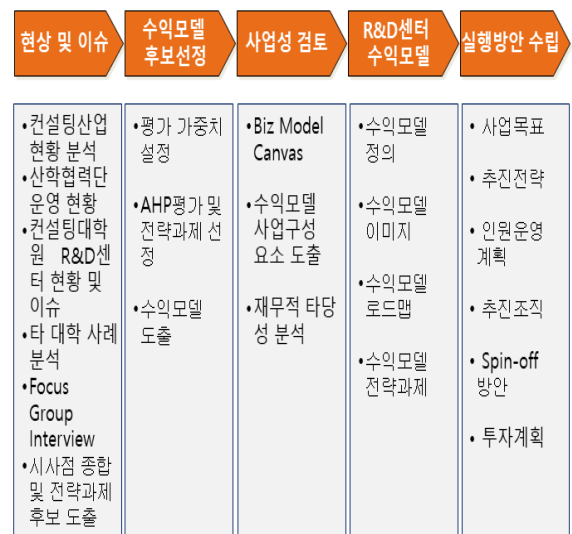 현상 및 이슈
수익모델
후보선정
사업성 검토
R&D센터
수익모델
실행방안 수립
•컨설팅산업
현황 분석
•산학협력단
운영 현황
•컨설팅대학
원 R&D센
터 현황 및
이슈
•타 대학 사례
분석
•Focus
Group
Interview
•시사점 종합
및 전략과제
후보 도출
•평가 가중치
설정
•AHP평가 및
전략과제 선
정
•수익모델
도출
•Biz Model
Canvas
•수익모델
사업구성
요소 도출
•재무적 타당
성 분석
•수익모델
정의
•수익모델
이미지
•수익모델
로드맵
•수익모델
전략과제
• 사업목표
• 추진전략
• 인원운영
계획
• 추진조직
• Spin-off
방안
• 투자계획